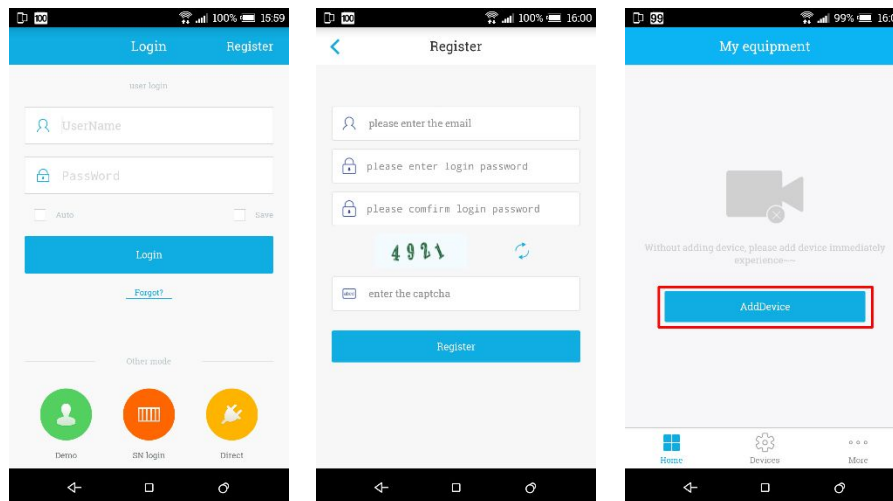 100 100% 15:59
Login Register
user login
UserName
PassWord
Auto Save
Login
Forgot?
Other mode
Demo SN login Direct
100 100% 16:00
Register
please enter the email
please enter login password
please comfirm login password
4921
enter the captcha
Register
99 99% 16:0
My equipment
Without adding device, please add device immediately
experience~~
AddDevice
Home Devices More